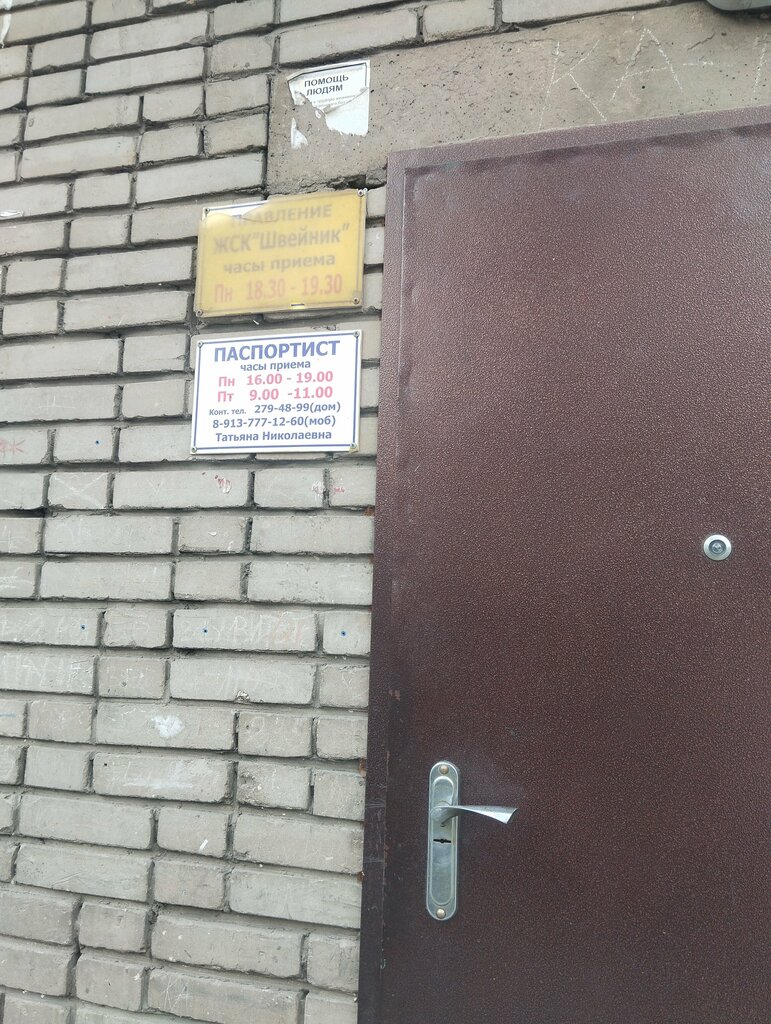 ПОМОЩЬ
ЛЮДЯМ
ПРАВЛЕНИЕ
ЖСК"Швейник"
часы приема
Пн 18.30 - 19.30
ПАСПОРТИСТ
часы приема
Пн 16.00 - 19.00
Пт 9.00 -11.00
Конт. тел. 279-48-99(дом)
8-913-777-12-60(моб)
Татьяна Николаевна